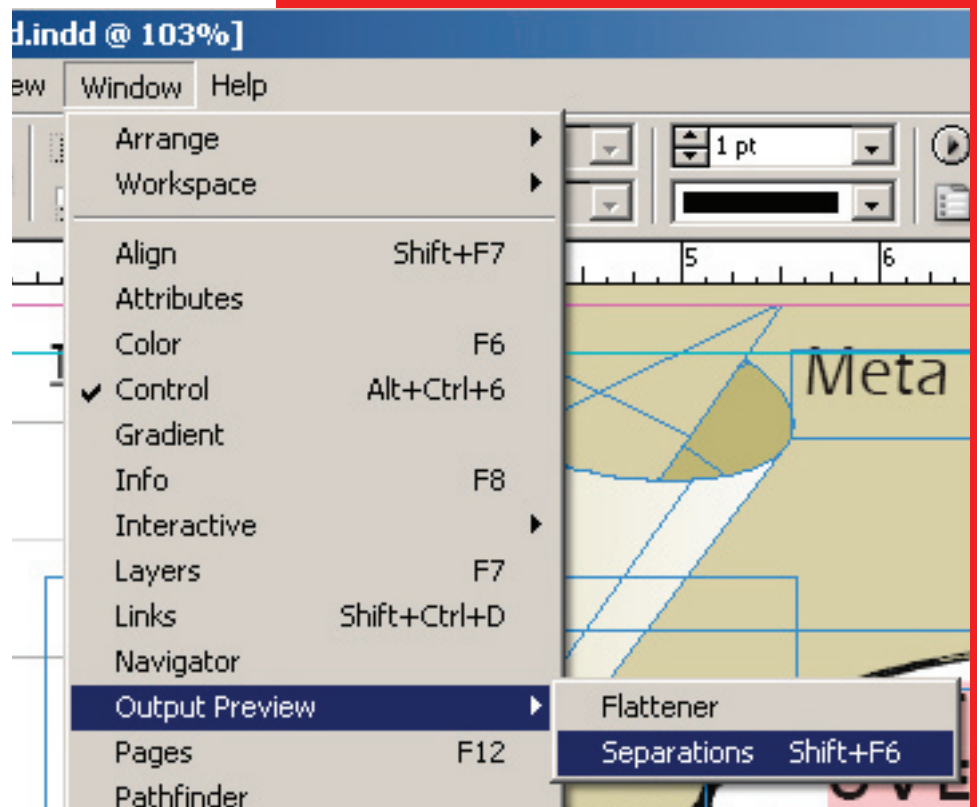 d.indd @ 103%]
ew Window Help
Arrange
Workspace
1 pt
Align Shift+F7
5 6
Attributes
Color F6
Control Alt+Ctrl+6
Meta
Gradient
Info F8
Interactive
Layers F7
Links Shift+Ctrl+D
Navigator
Output Preview
Flattener
Pages F12
Separations Shift+F6
Pathfinder
OVE